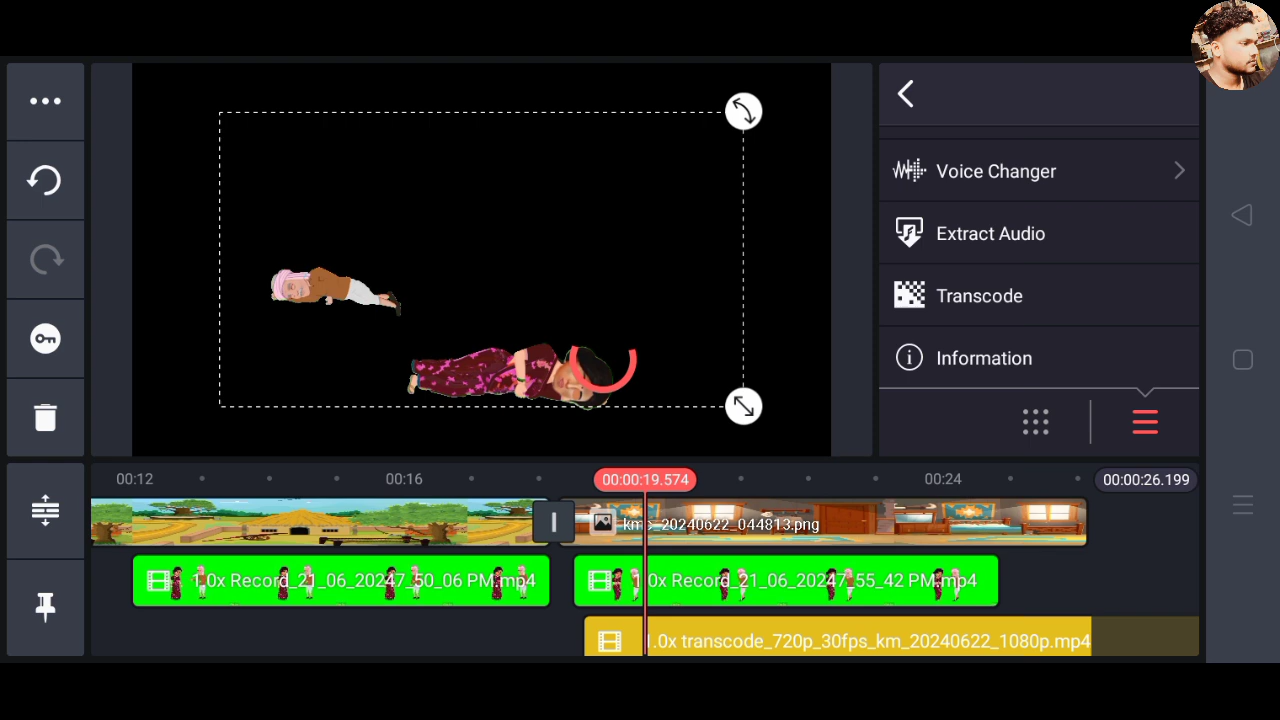 Voice Changer
Extract Audio
Transcode
Information
00:12
00:16
00:00:19.574
00:24
00:00:26.199
km_20240622_044813.png
1.0x Record_21_06_20247_50_06 PM.mp4
1.0x Record_21_06_20247_55_42 PM.mp4
1.0x transcode_720p_30fps_km_20240622_1080p.mp4